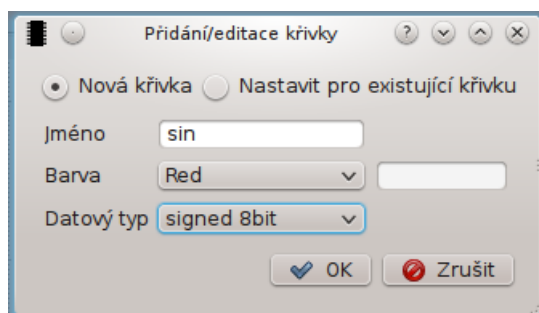 Přidání/editace křivky
Nová křivka Nastavit pro existující křivku
Jméno sin
Barva Red
Datový typ signed 8bit
OK Zrušit